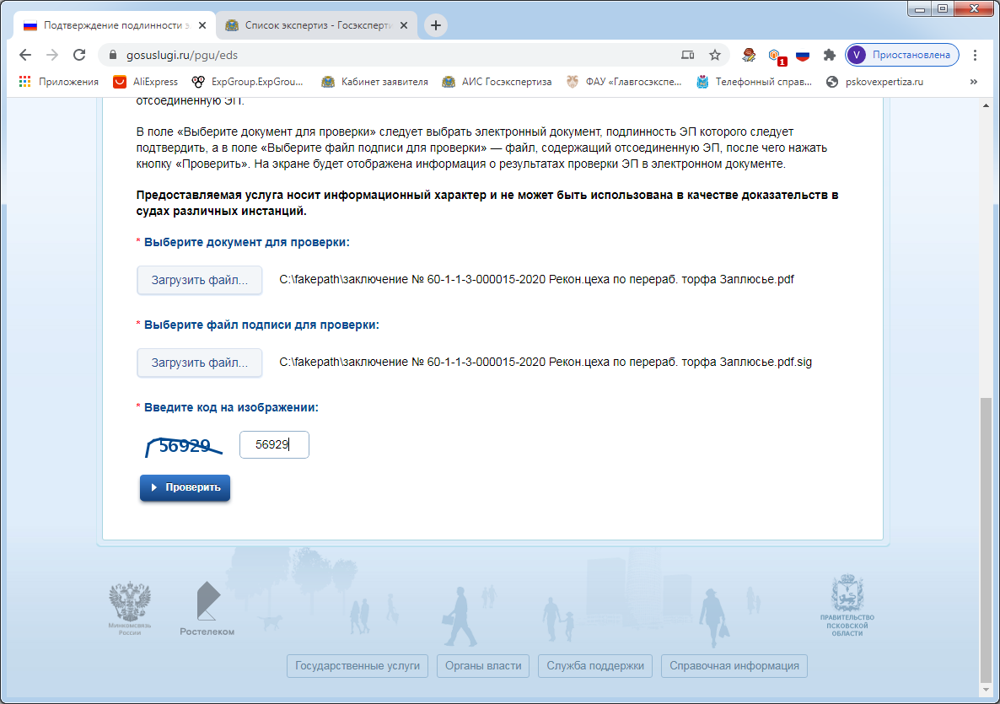 Подтверждение подлинности э
Список экспертиз - Госэксперти
gosuslugi.ru/pgu/eds
1
V
Приостановлена
Приложения
AliExpress
ExpGroup.ExpGrou...
Кабинет заявителя
АИС Госэкспертиза
ФАУ «Главгосэкспе...
Телефонный справ...
pskovexpertiza.ru
»
отсоединенную ЭП.
В поле «Выберите документ для проверки» следует выбрать электронный документ, подлинность ЭП которого следует
подтвердить, а в поле «Выберите файл подписи для проверки» — файл, содержащий отсоединенную ЭП, после чего нажать
кнопку «Проверить». На экране будет отображена информация о результатах проверки ЭП в электронном документе.
Предоставляемая услуга носит информационный характер и не может быть использована в качестве доказательств в
судах различных инстанций.
* Выберите документ для проверки:
Загрузить файл... C:\fakepath\заключение № 60-1-1-3-000015-2020 Рекон.цеха по перераб. торфа Заплюсье.pdf
* Выберите файл подписи для проверки:
Загрузить файл... C:\fakepath\заключение № 60-1-1-3-000015-2020 Рекон.цеха по перераб. торфа Заплюсье.pdf.sig
* Введите код на изображении:
56929 56929
Проверить
Минкомсвязь
России
Ростелеком
ПРАВИТЕЛЬСТВО
ПСКОВСКОЙ
ОБЛАСТИ
Государственные услуги
Органы власти
Служба поддержки
Справочная информация